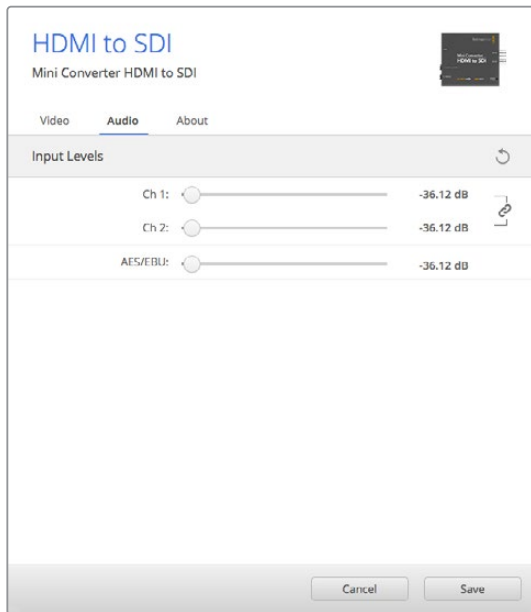 HDMI to SDI
Mini Converter HDMI to SDI
Video Audio About
Input Levels
Ch 1: -36.12 dB
Ch 2: -36.12 dB
AES/EBU: -36.12 dB
Cancel Save